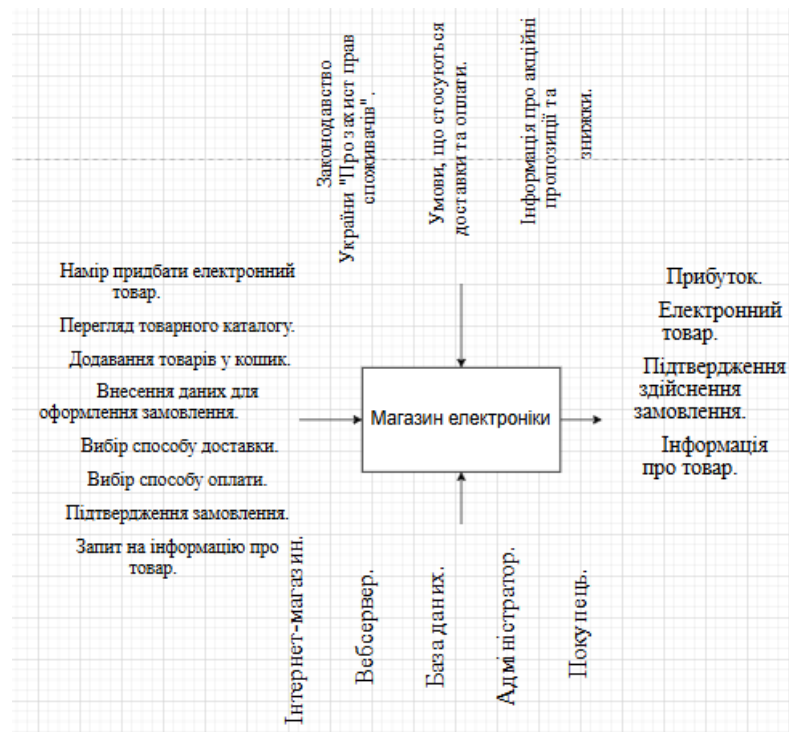 Законодавство
України "Про захист прав
споживачів".
Умови, що стосуються
доставки та оплати.
Інформація про акційні
пропозиції та
знижки.
Намір придбати електронний
товар.
Перегляд товарного каталогу.
Додавання товарів у кошик.
Внесення даних для
оформлення замовлення.
Вибір способу доставки.
Вибір способу оплати.
Підтвердження замовлення.
Запит на інформацію про
товар.
Магазин електроніки
Прибуток.
Електронний
товар.
Підтвердження
здійснення
замовлення.
Інформація
про товар.
Інтернет-магазин.
Вебсервер.
База даних.
Адміністратор.
Покупець.